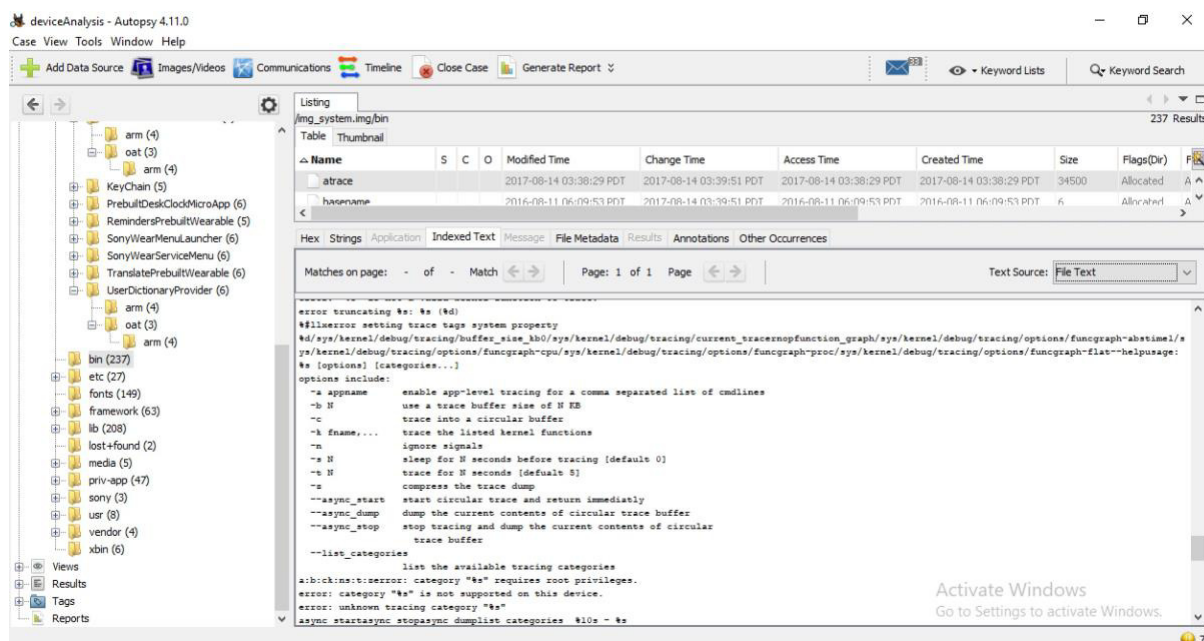 deviceAnalysis - Autopsy 4.11.0
Case View Tools Window Help
Add Data Source Images/Videos Communications Timeline Close Case Generate Report 33 Keyword Lists Keyword Search
arm (4)
oat (3)
arm (4)
KeyChain (5)
PrebuiltDeskClockMicroApp (6)
RemindersPrebuiltWearable (5)
SonyWearMenuLauncher (6)
SonyWearServiceMenu (6)
TranslatePrebuiltWearable (6)
UserDictionaryProvider (6)
arm (4)
oat (3)
arm (4)
bin (237)
etc (27)
fonts (149)
framework (63)
lib (208)
lost+found (2)
media (5)
priv-app (47)
sony (3)
usr (8)
vendor (4)
xbin (6)
Views
Results
Tags
Reports
Listing
/img_system.img/bin 237 Results
Table Thumbnail
Name S C O Modified Time Change Time Access Time Created Time Size Flags(Dir) F
atrace 2017-08-14 03:38:29 PDT 2017-08-14 03:39:51 PDT 2017-08-14 03:38:29 PDT 2017-08-14 03:38:29 PDT 34500 Allocated A
basename 2016-08-11 06:09:53 PDT 2017-08-14 03:39:51 PDT 2016-08-11 06:09:53 PDT 2016-08-11 06:09:53 PDT 6 Allocated A
Hex Strings Application Indexed Text Message File Metadata Results Annotations Other Occurrences
Matches on page: - of - Match Page: 1 of 1 Page Text Source: File Text
error truncating %s: %s (%d)
%$llxerror setting trace tags system property
%d/sys/kernel/debug/tracing/buffer_size_kb0/sys/kernel/debug/tracing/current_tracernopfunction_graph/sys/kernel/debug/tracing/options/funcgraph-abstime1/s
ys/kernel/debug/tracing/options/funcgraph-cpu/sys/kernel/debug/tracing/options/funcgraph-proc/sys/kernel/debug/tracing/options/funcgraph-flat--helpusage:
%s [options] [categories...]
options include:
-a appname enable app-level tracing for a comma separated list of cmdlines
-b N use a trace buffer size of N KB
-c trace into a circular buffer
-k fname,... trace the listed kernel functions
-n ignore signals
-s N sleep for N seconds before tracing [default 0]
-t N trace for N seconds [defualt 5]
-z compress the trace dump
--async_start start circular trace and return immediatly
--async_dump dump the current contents of circular trace buffer
--async_stop stop tracing and dump the current contents of circular
trace buffer
--list_categories
list the available tracing categories
a:b:ck:ns:t:zerror: category "%s" requires root privileges.
error: category "%s" is not supported on this device.
error: unknown tracing category "%s"
async startasync stopasync dumplist categories %10s - %s
Activate Windows
Go to Settings to activate Windows.